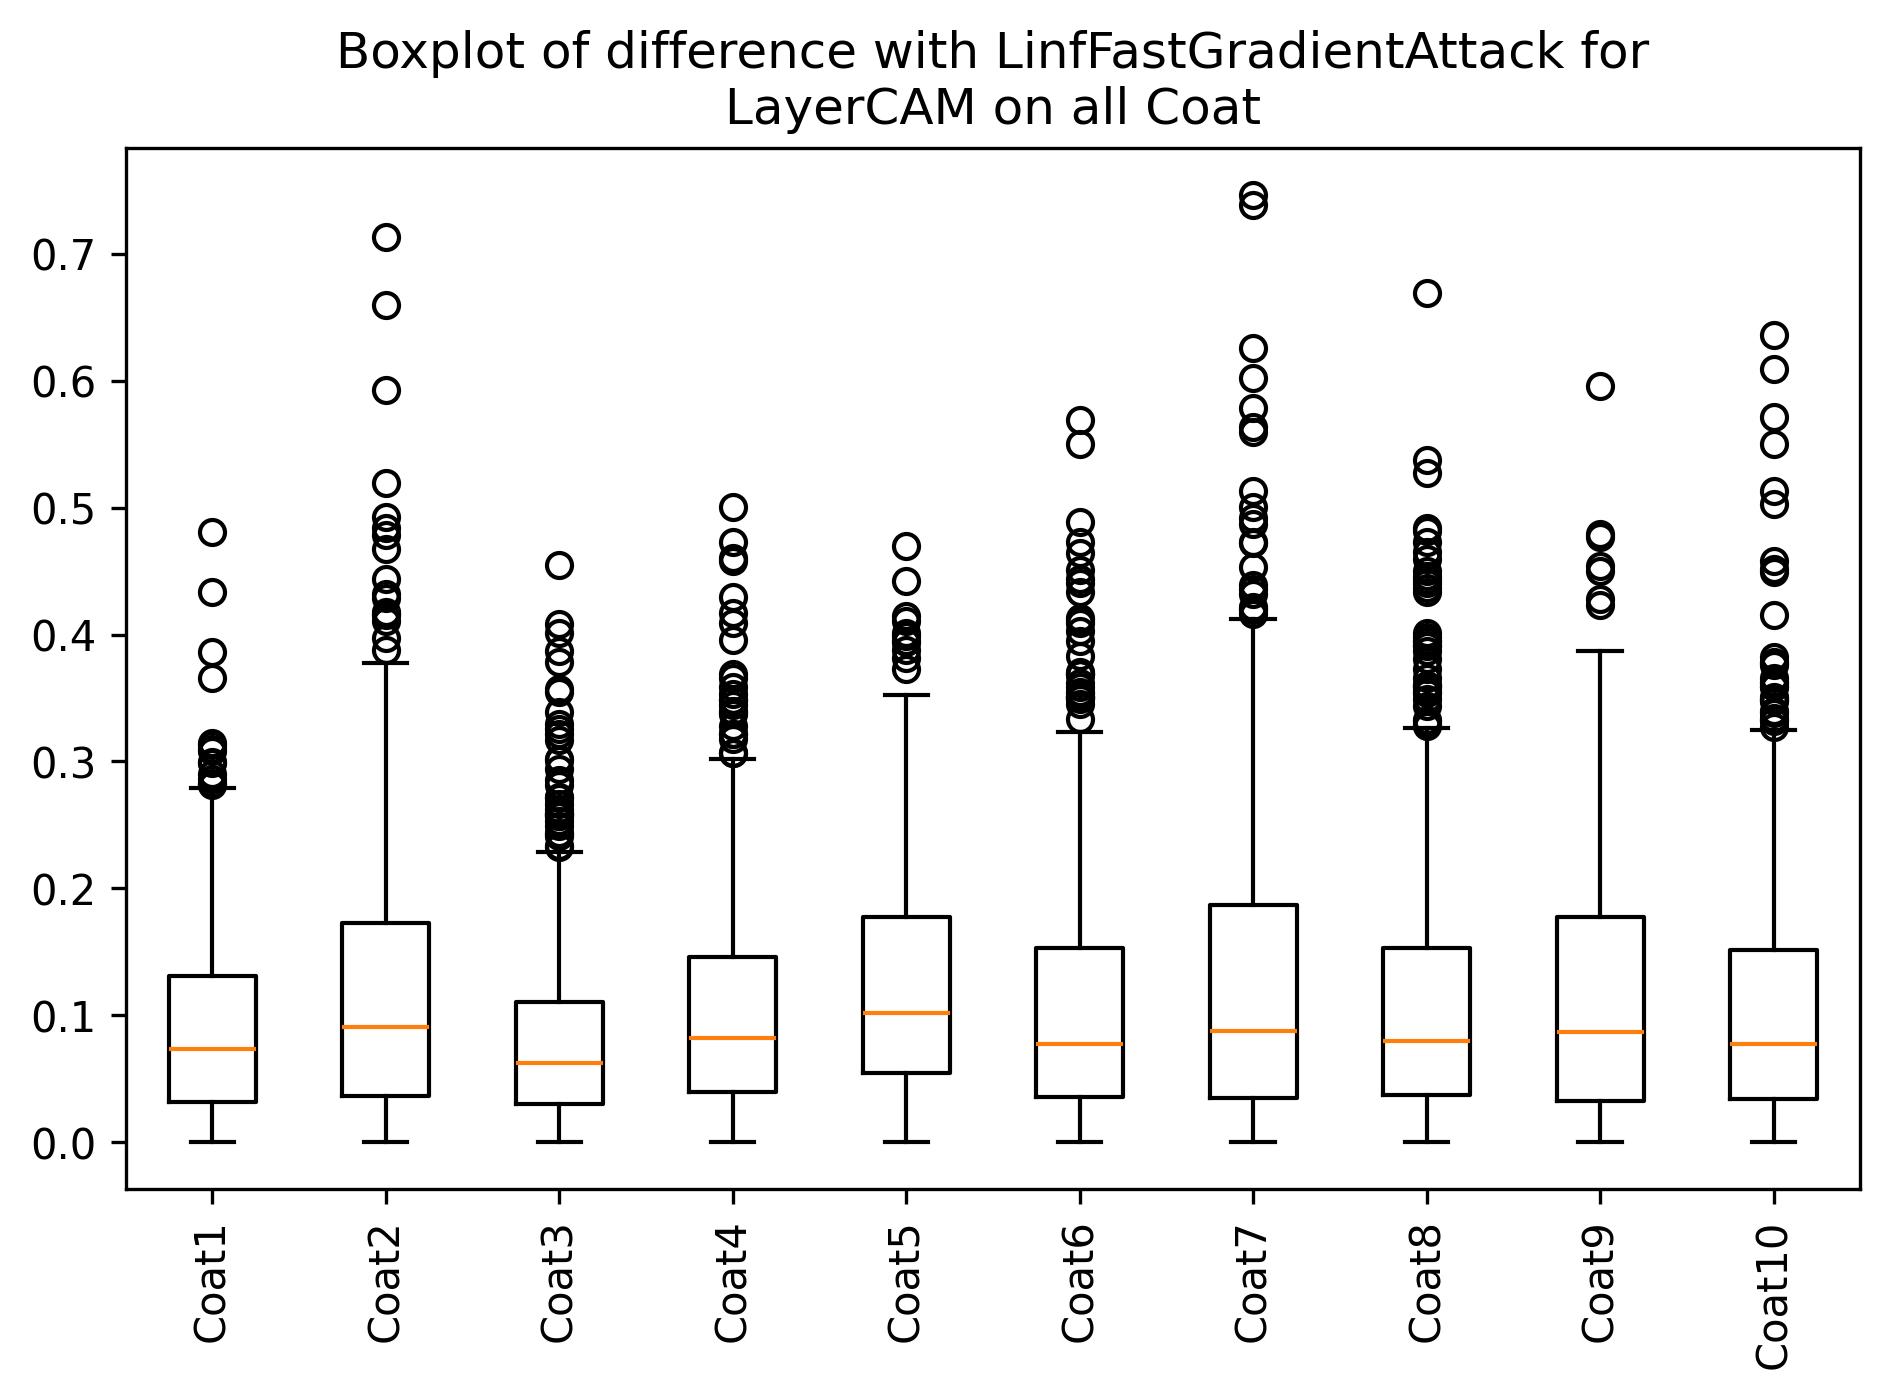 Boxplot of difference with LinfFastGradientAttack for
LayerCAM on all Coat
0.7
0.6
0.5
0.4
0.3
0.2
0.1
0.0
Coat1
Coat2
Coat3
Coat4
Coat5
Coat6
Coat7
Coat8
Coat9
Coat10